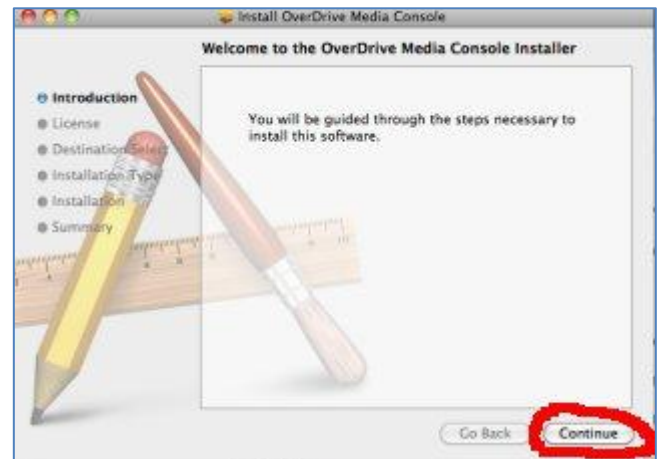 Install OverDrive Media Console
Welcome to the OverDrive Media Console Installer
Introduction
License
Destination Select
Installation Type
Installation
Summary
You will be guided through the steps necessary to
install this software.
Go Back
Continue